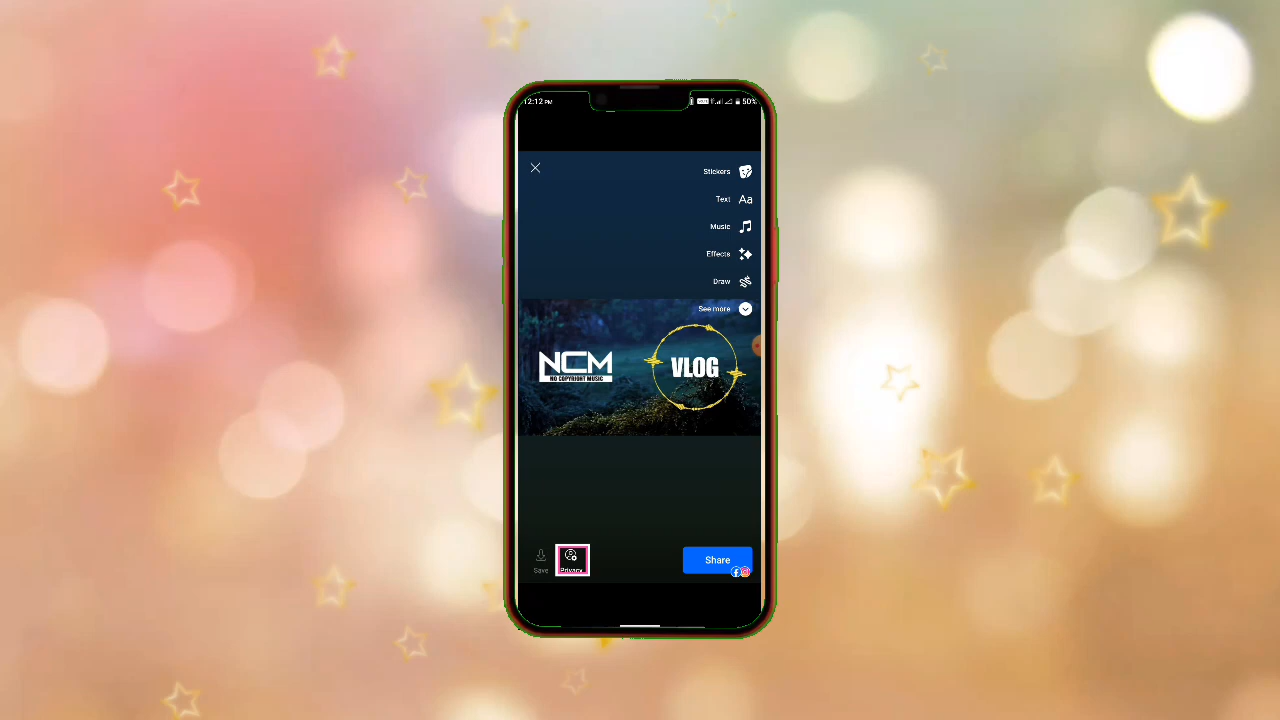 12:12 PM
50%
Stickers
Text Aa
Music
Effects
Draw
See more
NCM
NO COPYRIGHT MUSIC
VLOG
Save
Privacy
Share